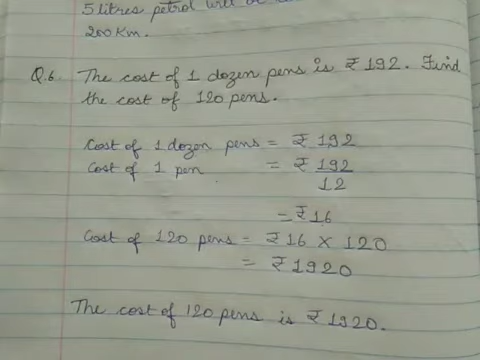 5 litres petrol will be
200 Km.
Q.6. The cost of 1 dozen pens is ₹ 192. Find
the cost of 120 pens.
Cost of 1 dozen pens = ₹ 192
Cost of 1 pen = ₹ 192
12
= ₹16
Cost of 120 pens = ₹16 × 120
= ₹1920
The cost of 120 pens is ₹1920.